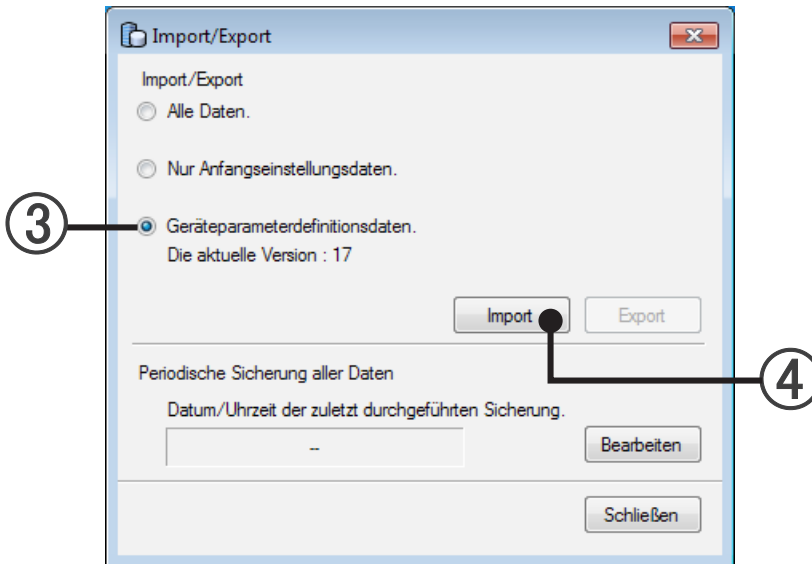 Import/Export
Import/Export
Alle Daten.
Nur Anfangseinstellungsdaten.
③
Geräteparameterdefinitionsdaten.
Die aktuelle Version : 17
Import
Export
④
Periodische Sicherung aller Daten
Datum/Uhrzeit der zuletzt durchgeführten Sicherung.
--
Bearbeiten
Schließen